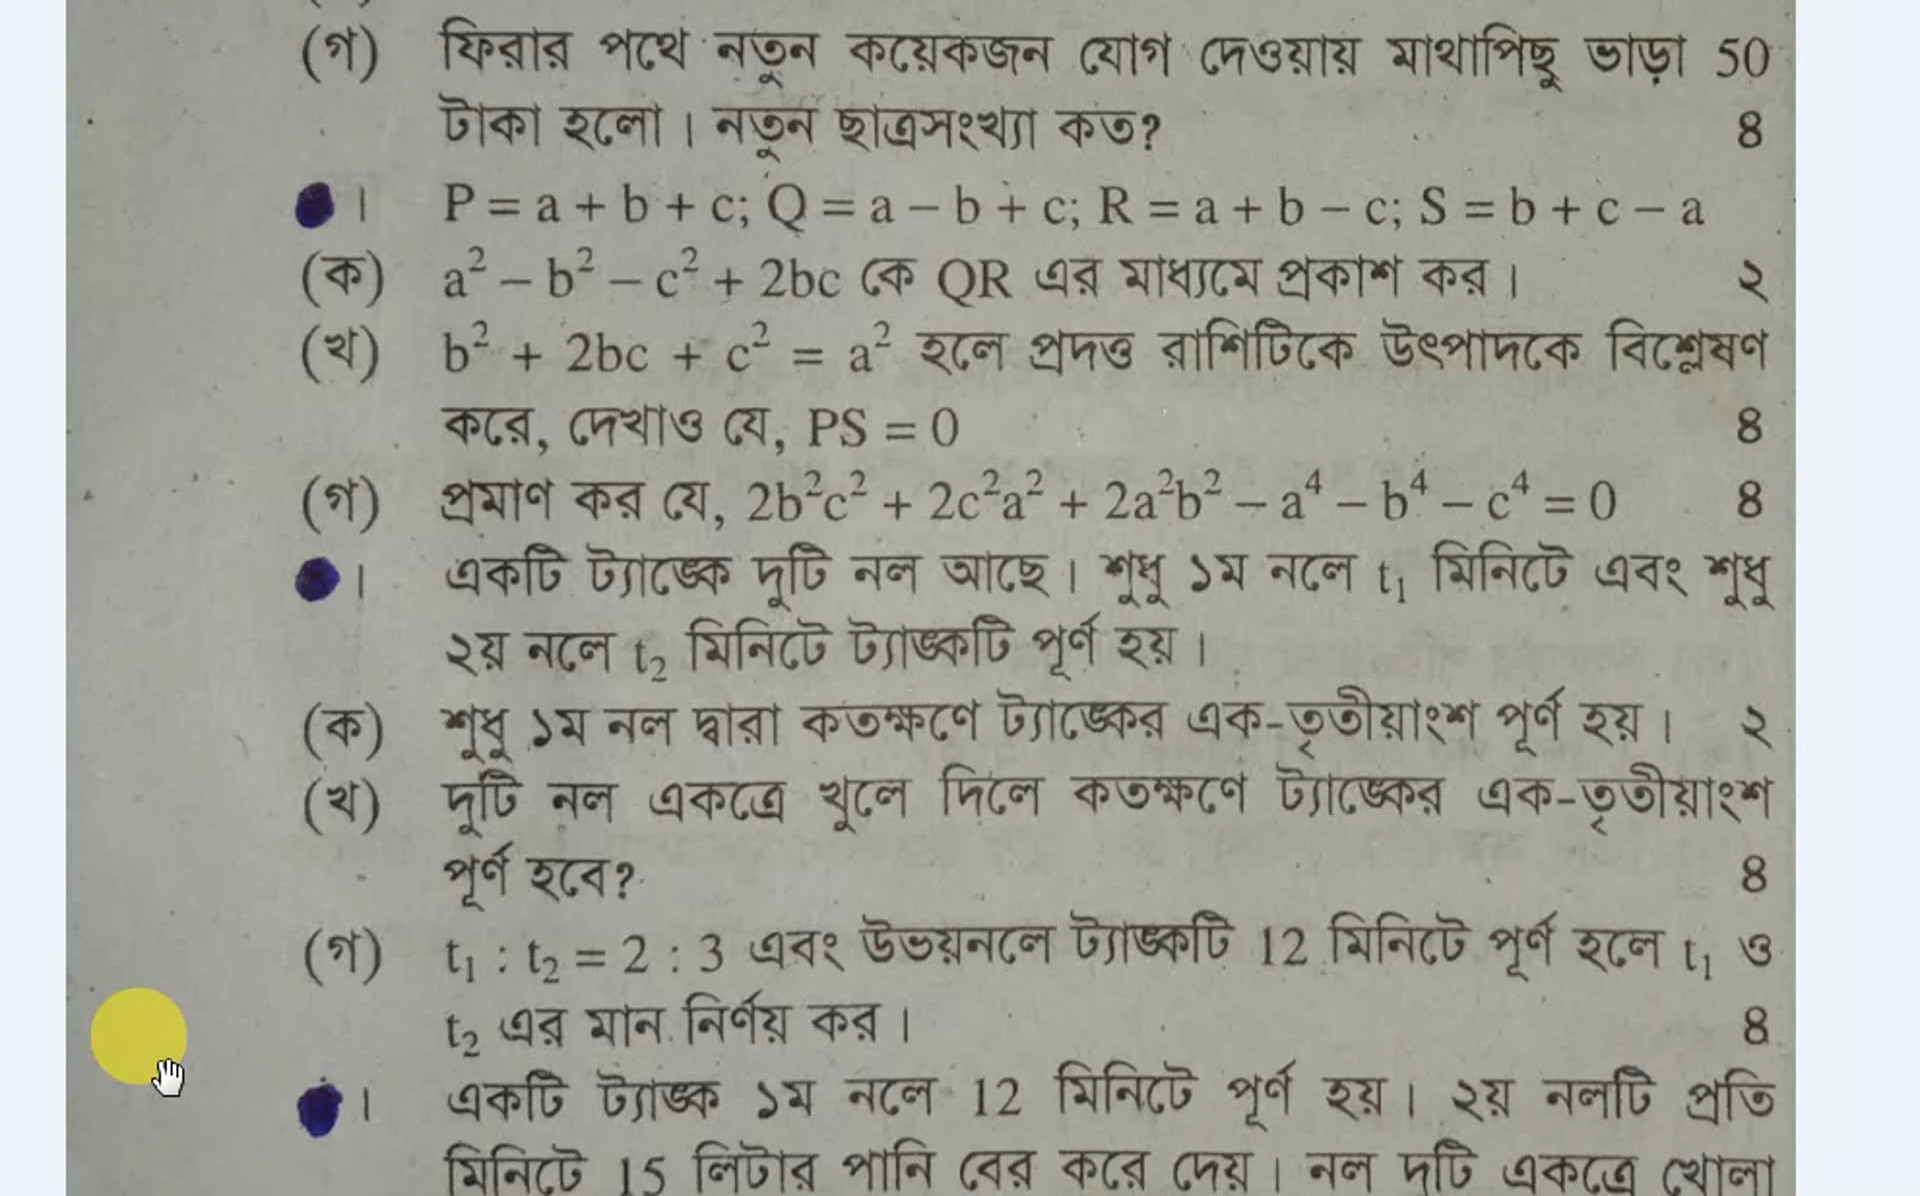 (গ) ফিরার পথে নতুন কয়েকজন যোগ দেওয়ায় মাথাপিছু ভাড়া 50
টাকা হলো। নতুন ছাত্রসংখ্যা কত? ৪
। P = a + b + c; Q = a − b + c; R = a + b − c; S = b + c − a
(ক) a² − b² − c² + 2bc কে QR এর মাধ্যমে প্রকাশ কর। ২
(খ) b² + 2bc + c² = a² হলে প্রদত্ত রাশিটিকে উৎপাদকে বিশ্লেষণ
করে, দেখাও যে, PS = 0 ৪
(গ) প্রমাণ কর যে, 2b²c² + 2c²a² + 2a²b² − a⁴ − b⁴ − c⁴ = 0 ৪
। একটি ট্যাঙ্কে দুটি নল আছে। শুধু ১ম নলে t₁ মিনিটে এবং শুধু
২য় নলে t₂ মিনিটে ট্যাঙ্কটি পূর্ণ হয়।
(ক) শুধু ১ম নল দ্বারা কতক্ষণে ট্যাঙ্কের এক-তৃতীয়াংশ পূর্ণ হয়। ২
(খ) দুটি নল একত্রে খুলে দিলে কতক্ষণে ট্যাঙ্কের এক-তৃতীয়াংশ
পূর্ণ হবে? ৪
(গ) t₁ : t₂ = 2 : 3 এবং উভয়নলে ট্যাঙ্কটি 12 মিনিটে পূর্ণ হলে t₁ ও
t₂ এর মান নির্ণয় কর। ৪
। একটি ট্যাঙ্ক ১ম নলে 12 মিনিটে পূর্ণ হয়। ২য় নলটি প্রতি
মিনিটে 15 লিটার পানি বের করে দেয়। নল দুটি একত্রে খোলা